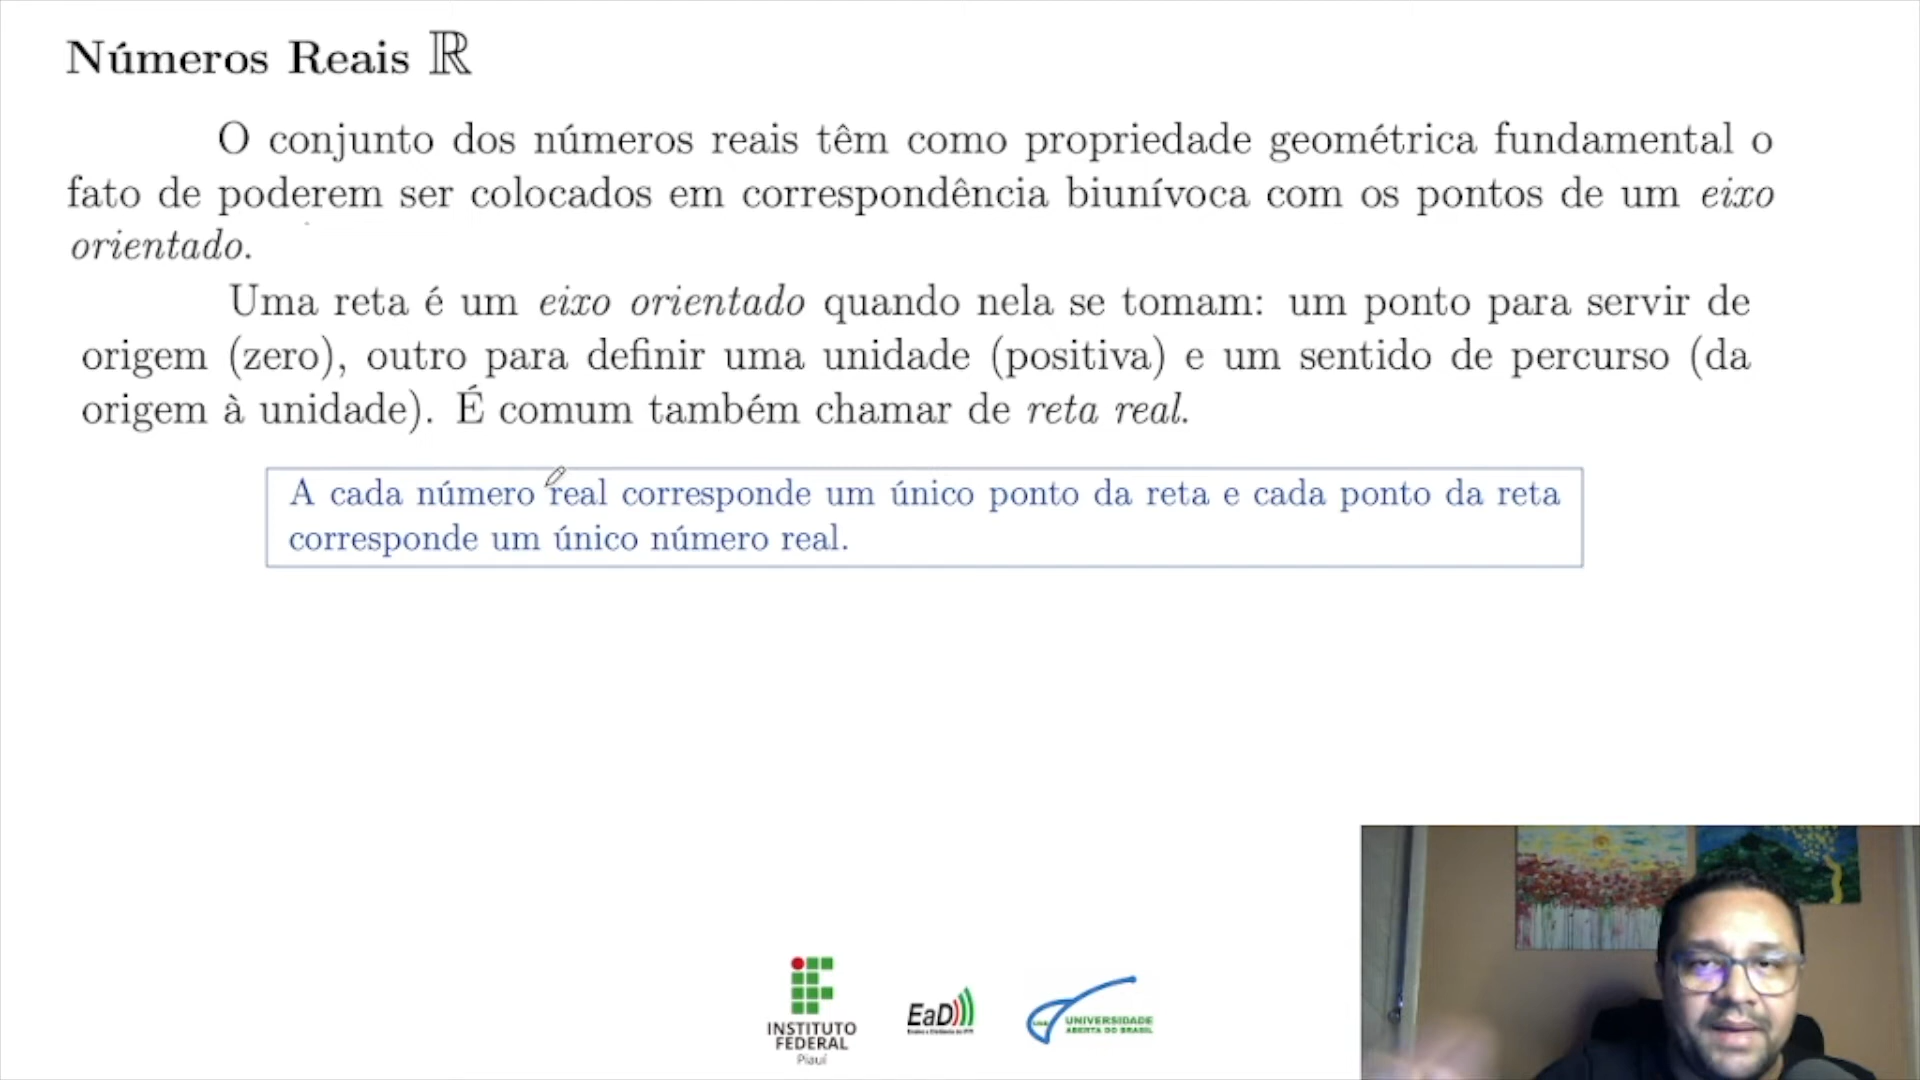 Números Reais ℝ
O conjunto dos números reais têm como propriedade geométrica fundamental o
fato de poderem ser colocados em correspondência biunívoca com os pontos de um eixo
orientado.
Uma reta é um eixo orientado quando nela se tomam: um ponto para servir de
origem (zero), outro para definir uma unidade (positiva) e um sentido de percurso (da
origem à unidade). É comum também chamar de reta real.
A cada número real corresponde um único ponto da reta e cada ponto da reta
corresponde um único número real.
INSTITUTO
FEDERAL
Piauí
EaD
UNIVERSIDADE
ABERTA DO BRASIL